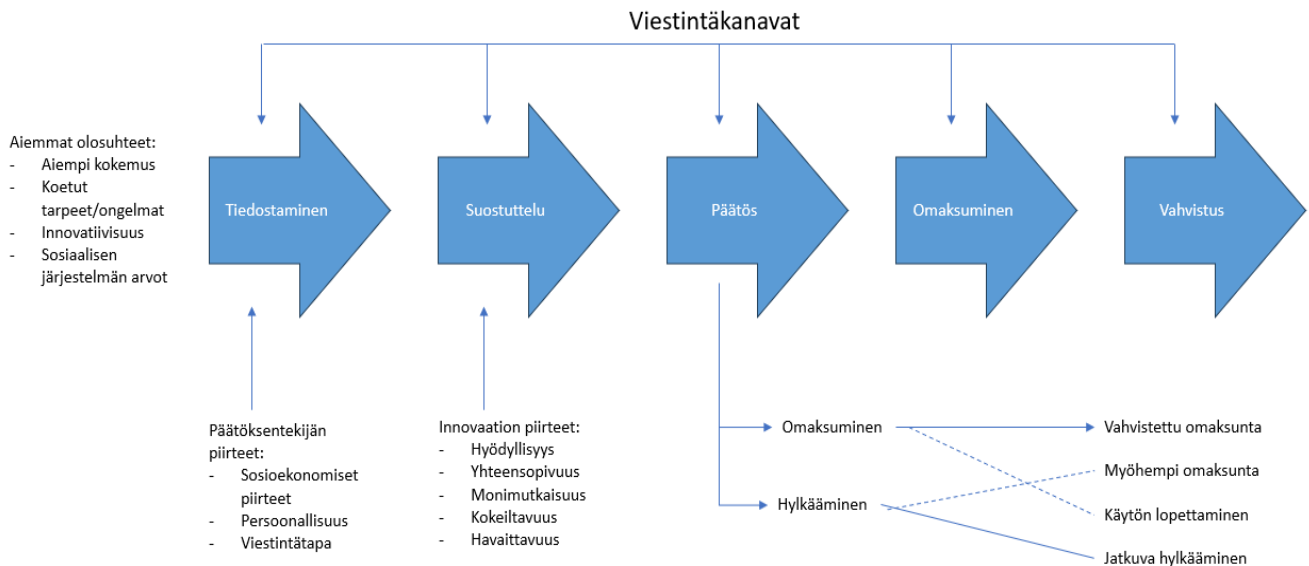 Viestintäkanavat
Aiemmat olosuhteet:
- Aiempi kokemus
- Koetut
tarpeet/ongelmat
- Innovatiivisuus
- Sosiaalisen
järjestelmän arvot
Tiedostaminen
Suostuttelu
Päätös
Omaksuminen
Vahvistus
Päätöksentekijän
piirteet:
- Sosioekonomiset
piirteet
- Persoonallisuus
- Viestintätapa
Innovaation piirteet:
- Hyödyllisyys
- Yhteensopivuus
- Monimutkaisuus
- Kokeiltavuus
- Havaittavuus
Omaksuminen
Hylkääminen
Vahvistettu omaksunta
Myöhempi omaksunta
Käytön lopettaminen
Jatkuva hylkääminen